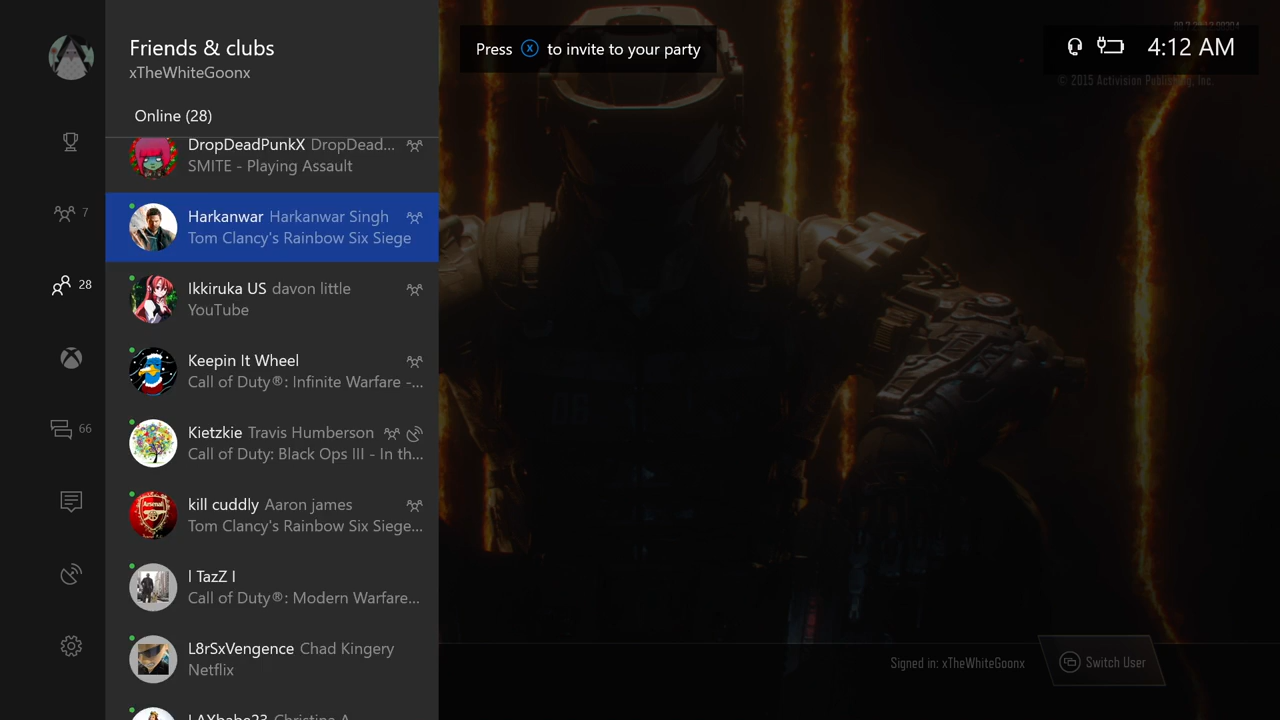 Friends & clubs
xTheWhiteGoonx
Online (28)
DropDeadPunkX DropDead...
SMITE - Playing Assault
Harkanwar Harkanwar Singh
Tom Clancy's Rainbow Six Siege
Ikkiruka US davon little
YouTube
Keepin It Wheel
Call of Duty®: Infinite Warfare -...
Kietzkie Travis Humberson
Call of Duty: Black Ops III - In th...
kill cuddly Aaron james
Tom Clancy's Rainbow Six Siege...
l TazZ l
Call of Duty®: Modern Warfare...
L8rSxVengence Chad Kingery
Netflix
LAXbabe23 Christina A
7
28
66
Press X to invite to your party
4:12 AM
© 2015 Activision Publishing, Inc.
Signed in: xTheWhiteGoonx
Switch User
Arsenal